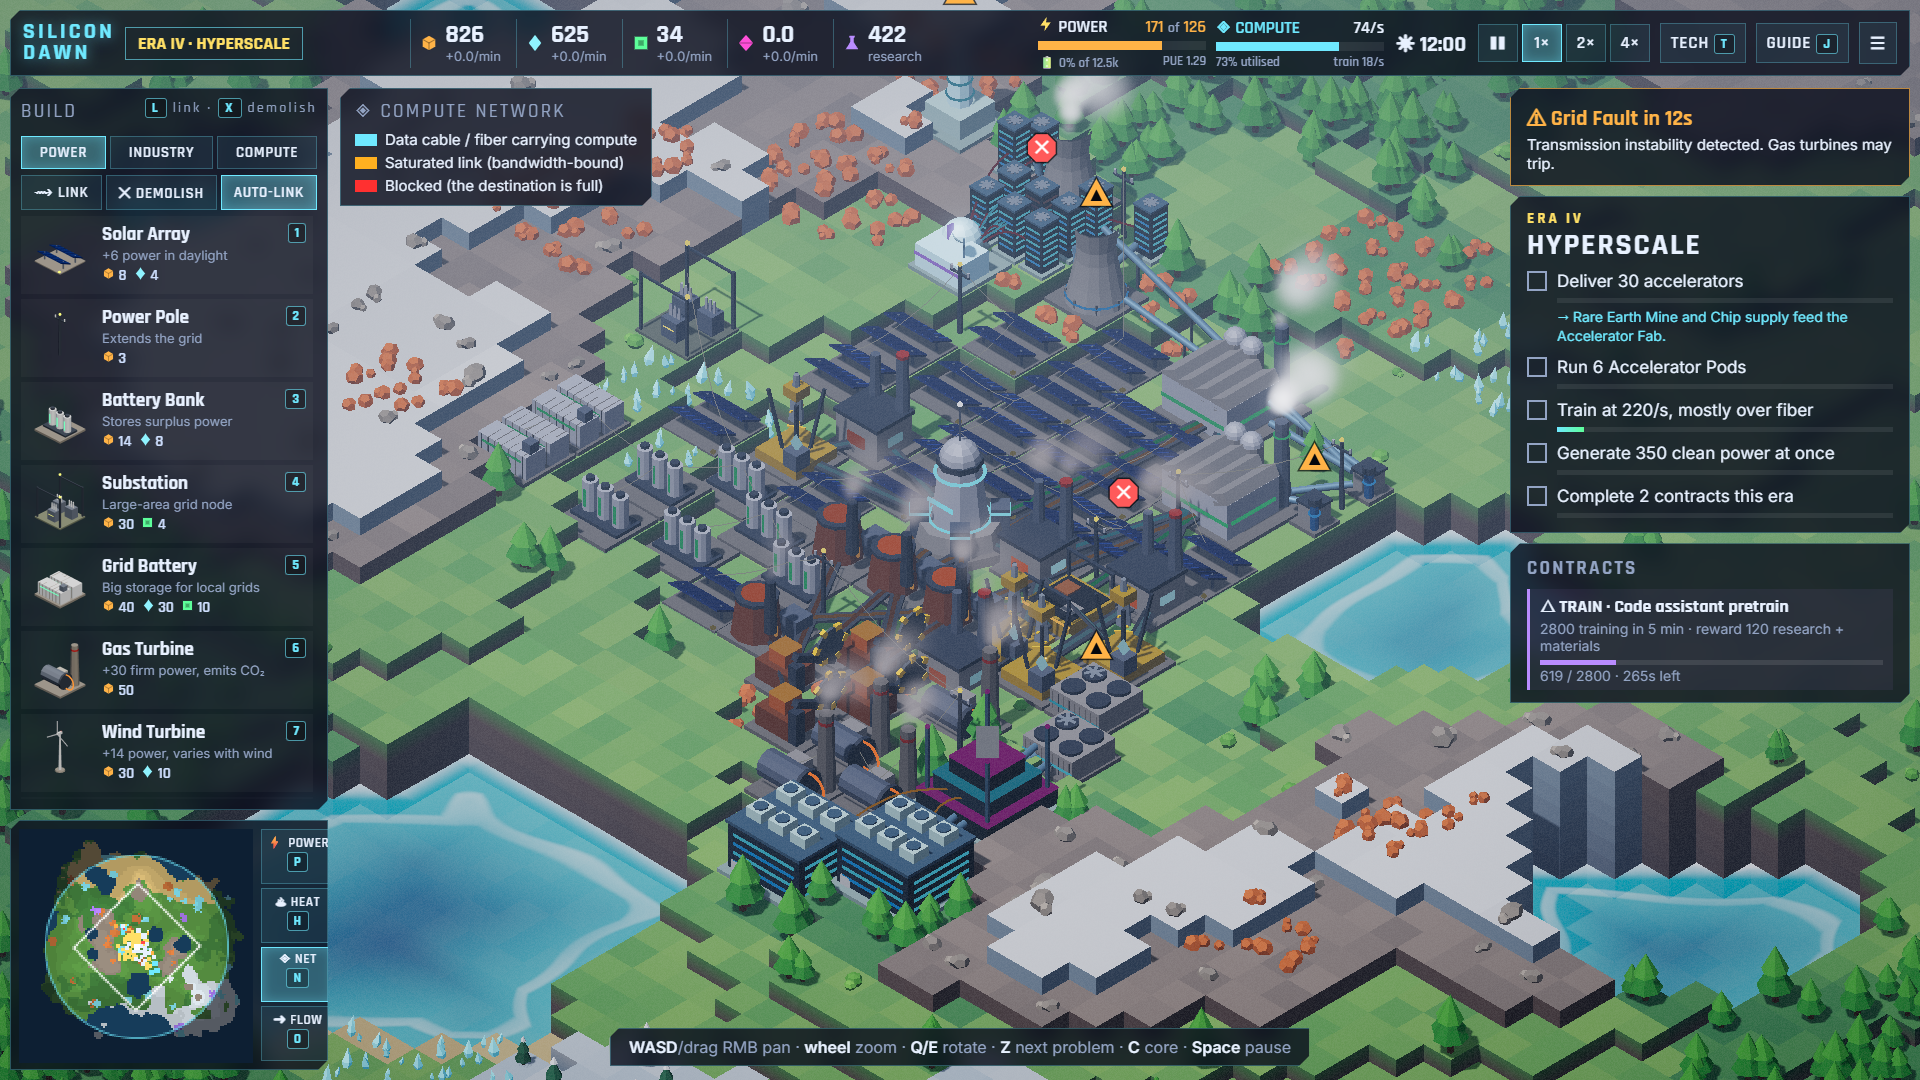 SILICON
DAWN
ERA IV · HYPERSCALE
826
+0.0/min
625
+0.0/min
34
+0.0/min
0.0
+0.0/min
422
research
POWER 171 of 126
0% of 12.5k PUE 1.29
COMPUTE 74/s
73% utilised train 18/s
12:00
1×
2×
4×
TECH T
GUIDE J
BUILD L link · X demolish
POWER INDUSTRY COMPUTE
LINK DEMOLISH AUTO-LINK
Solar Array 1
+6 power in daylight
8 4
Power Pole 2
Extends the grid
3
Battery Bank 3
Stores surplus power
14 8
Substation 4
Large-area grid node
30 4
Grid Battery 5
Big storage for local grids
40 30 10
Gas Turbine 6
+30 firm power, emits CO₂
50
Wind Turbine 7
+14 power, varies with wind
30 10
COMPUTE NETWORK
Data cable / fiber carrying compute
Saturated link (bandwidth-bound)
Blocked (the destination is full)
Grid Fault in 12s
Transmission instability detected. Gas turbines may
trip.
ERA IV
HYPERSCALE
Deliver 30 accelerators
→ Rare Earth Mine and Chip supply feed the
Accelerator Fab.
Run 6 Accelerator Pods
Train at 220/s, mostly over fiber
Generate 350 clean power at once
Complete 2 contracts this era
CONTRACTS
TRAIN · Code assistant pretrain
2800 training in 5 min · reward 120 research +
materials
619 / 2800 · 265s left
POWER
P
HEAT
H
NET
N
FLOW
O
WASD/drag RMB pan · wheel zoom · Q/E rotate · Z next problem · C core · Space pause